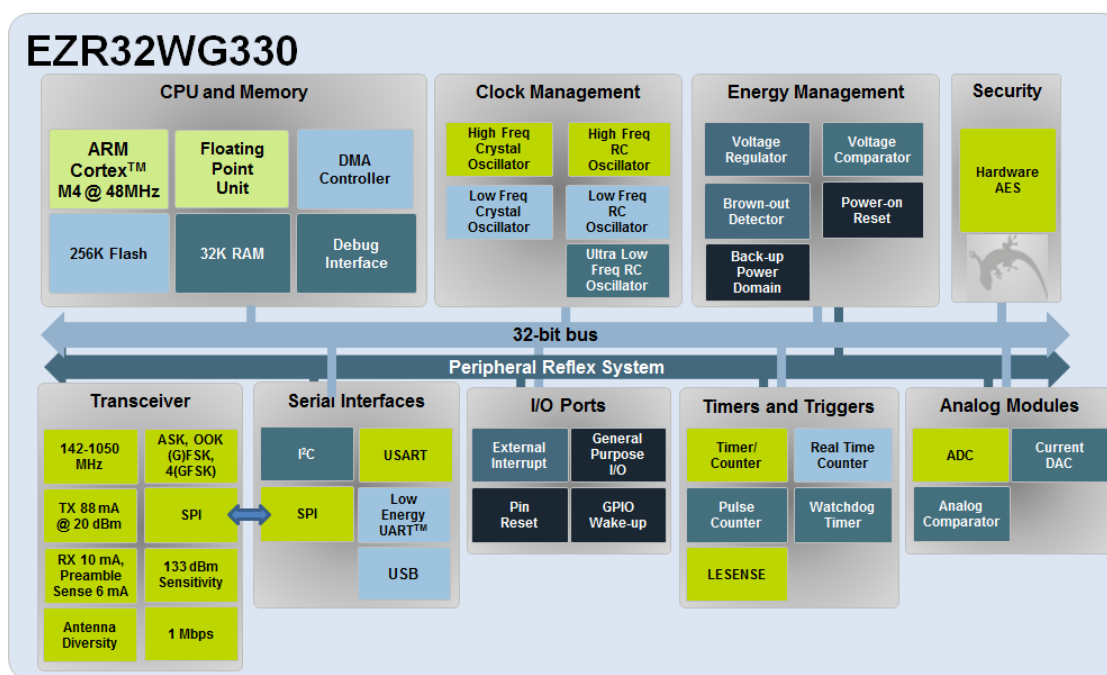 EZR32WG330
CPU and Memory
ARM
Cortex™
M4 @ 48MHz
Floating
Point
Unit
DMA
Controller
256K Flash
32K RAM
Debug
Interface
Clock Management
High Freq
Crystal
Oscillator
High Freq
RC
Oscillator
Low Freq
Crystal
Oscillator
Low Freq
RC
Oscillator
Ultra Low
Freq RC
Oscillator
Energy Management
Voltage
Regulator
Voltage
Comparator
Brown-out
Detector
Power-on
Reset
Back-up
Power
Domain
Security
Hardware
AES
32-bit bus
Peripheral Reflex System
Transceiver
142-1050
MHz
ASK, OOK
(G)FSK,
4(GFSK)
TX 88 mA
@ 20 dBm
SPI
RX 10 mA,
Preamble
Sense 6 mA
133 dBm
Sensitivity
Antenna
Diversity
1 Mbps
Serial Interfaces
I²C
USART
SPI
Low
Energy
UART™
USB
I/O Ports
External
Interrupt
General
Purpose
I/O
Pin
Reset
GPIO
Wake-up
Timers and Triggers
Timer/
Counter
Real Time
Counter
Pulse
Counter
Watchdog
Timer
LESENSE
Analog Modules
ADC
Current
DAC
Analog
Comparator